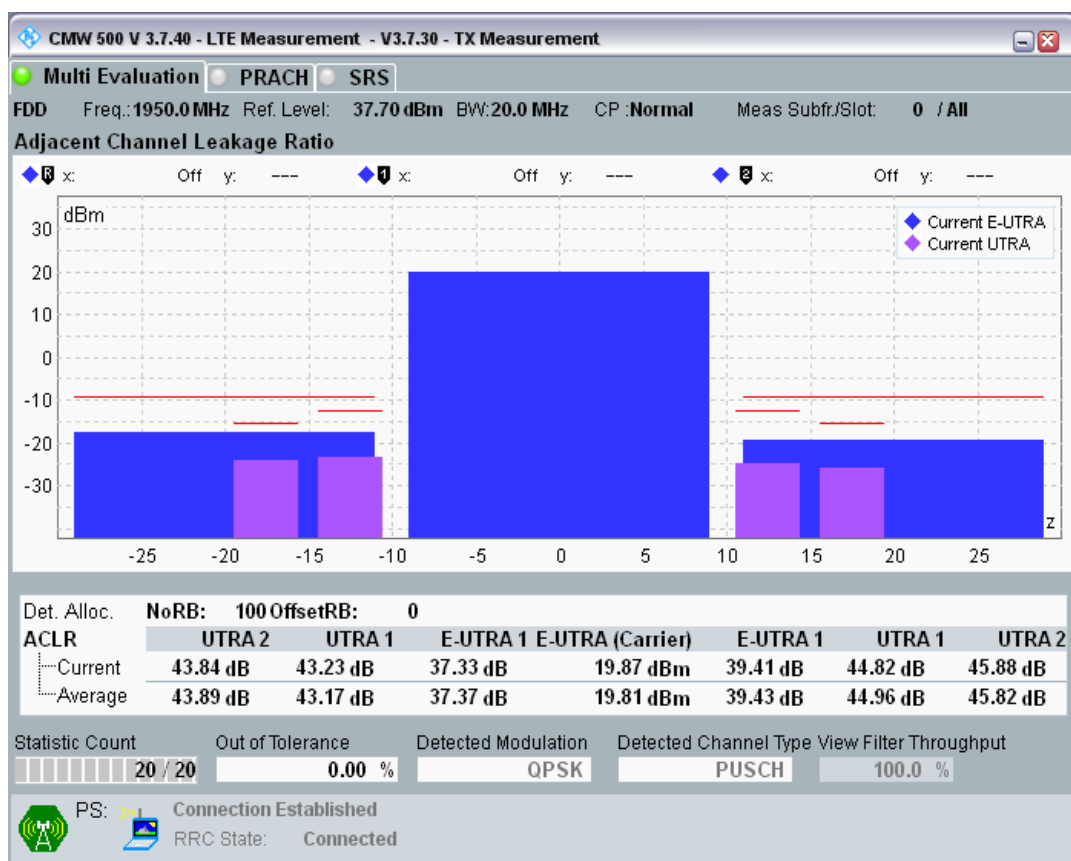 CMW 500 V 3.7.40 - LTE Measurement - V3.7.30 - TX Measurement
Multi Evaluation PRACH SRS
FDD Freq.: 1950.0 MHz Ref. Level: 37.70 dBm BW: 20.0 MHz CP : Normal Meas Subfr./Slot: 0 / All
Adjacent Channel Leakage Ratio
R x: Off y: --- 1 x: Off y: --- 2 x: Off y: ---
dBm
Current E-UTRA
Current UTRA
30
20
10
0
-10
-20
-30
z
-25 -20 -15 -10 -5 0 5 10 15 20 25
Det. Alloc. NoRB: 100 OffsetRB: 0
ACLR UTRA 2 UTRA 1 E-UTRA 1 E-UTRA (Carrier) E-UTRA 1 UTRA 1 UTRA 2
Current 43.84 dB 43.23 dB 37.33 dB 19.87 dBm 39.41 dB 44.82 dB 45.88 dB
Average 43.89 dB 43.17 dB 37.37 dB 19.81 dBm 39.43 dB 44.96 dB 45.82 dB
Statistic Count Out of Tolerance Detected Modulation Detected Channel Type View Filter Throughput
20 / 20 0.00 % QPSK PUSCH 100.0 %
PS: Connection Established
RRC State: Connected